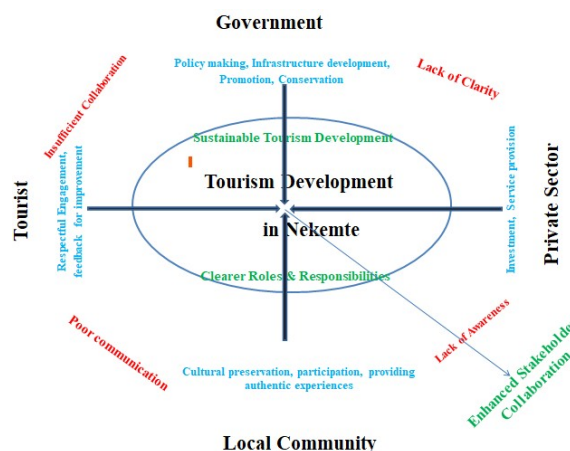 Government
Policy making, Infrastructure development,
Promotion, Conservation
Insufficient Collaboration
Lack of Clarity
Sustainable Tourism Development
Tourism Development
in Nekemte
Clearer Roles & Responsibilities
Tourist
Respectful Engagement,
feedback for improvement
Investment, Service provision
Private Sector
Poor communication
Lack of Awareness
Cultural preservation, participation, providing
authentic experiences
Enhanced
Collaboration
Local Community